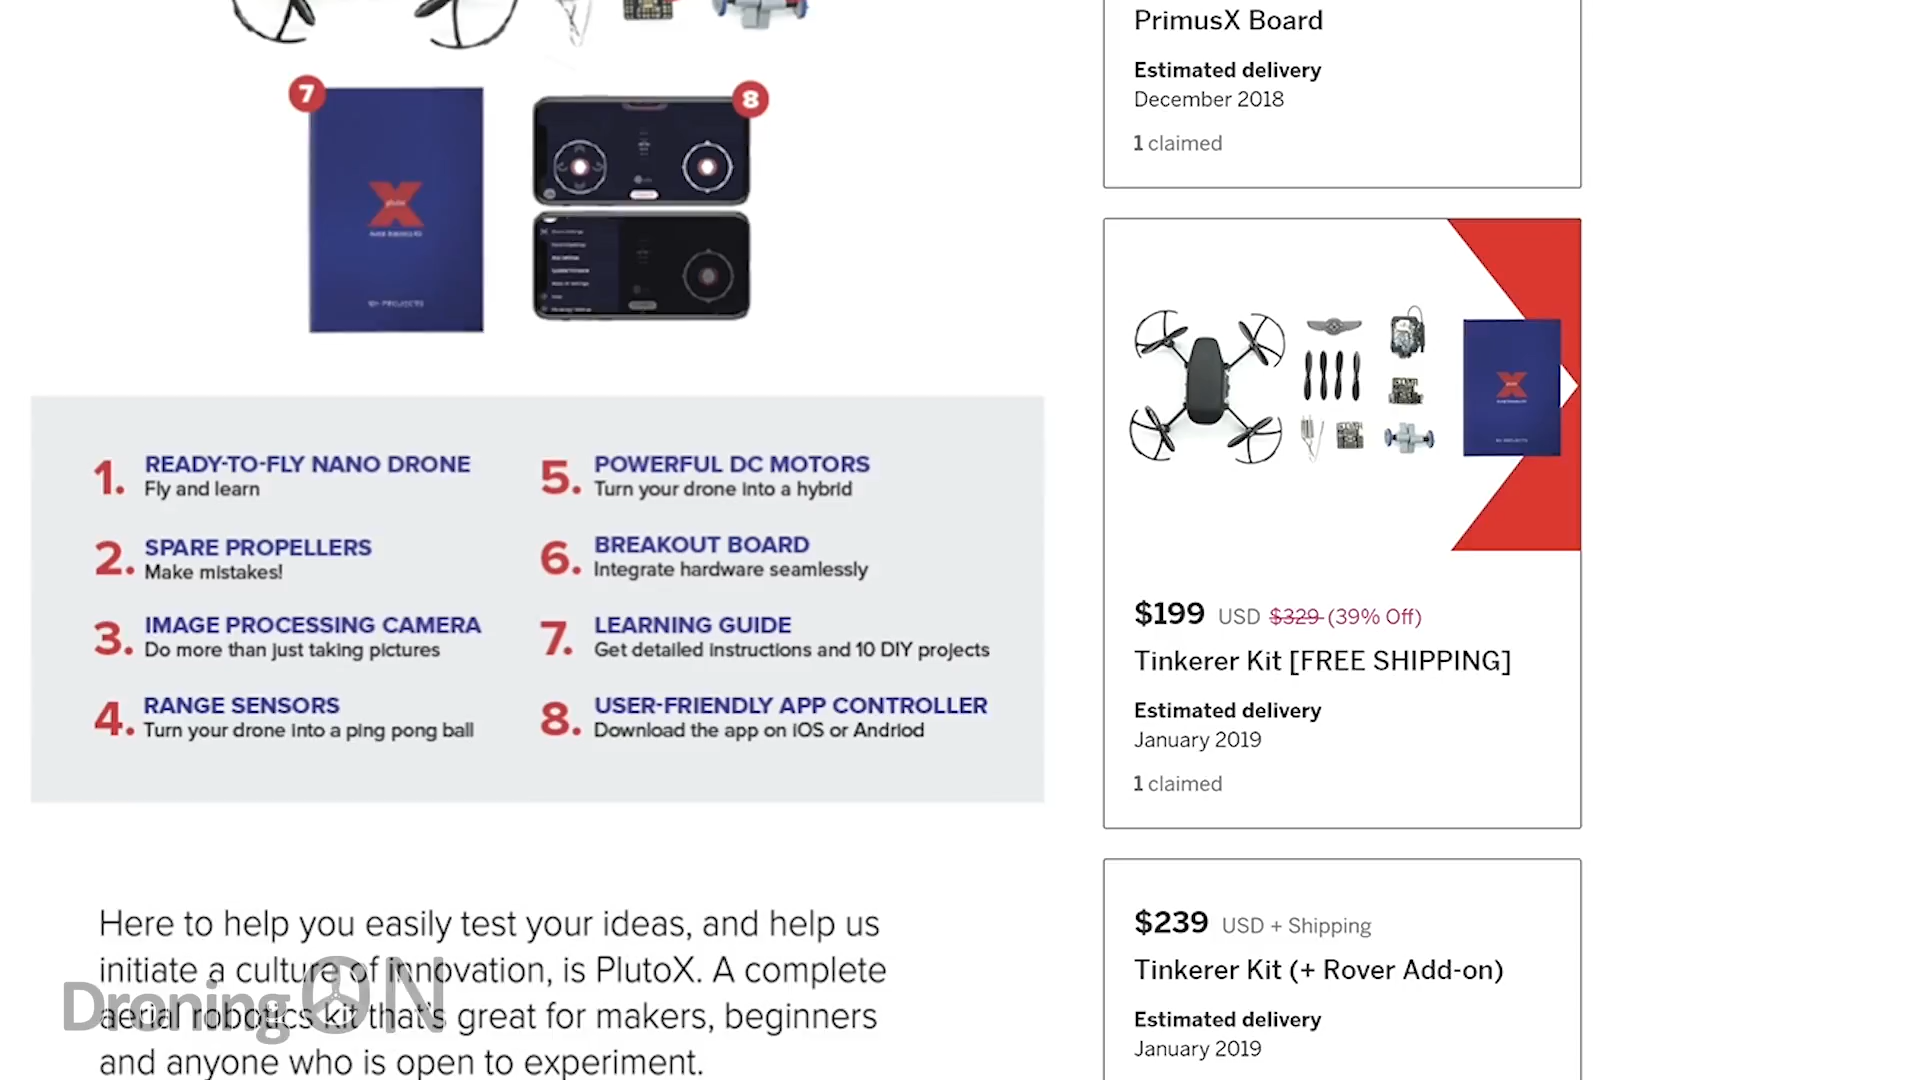 7
8
X
pluto
10+ PROJECTS
1. READY-TO-FLY NANO DRONE
Fly and learn
2. SPARE PROPELLERS
Make mistakes!
3. IMAGE PROCESSING CAMERA
Do more than just taking pictures
4. RANGE SENSORS
Turn your drone into a ping pong ball
5. POWERFUL DC MOTORS
Turn your drone into a hybrid
6. BREAKOUT BOARD
Integrate hardware seamlessly
7. LEARNING GUIDE
Get detailed instructions and 10 DIY projects
8. USER-FRIENDLY APP CONTROLLER
Download the app on iOS or Andriod
Here to help you easily test your ideas, and help us
initiate a culture of innovation, is PlutoX. A complete
aerial robotics kit that's great for makers, beginners
and anyone who is open to experiment.
DroningON
PrimusX Board
Estimated delivery
December 2018
1 claimed
X
$199 USD $329 (39% Off)
Tinkerer Kit [FREE SHIPPING]
Estimated delivery
January 2019
1 claimed
$239 USD + Shipping
Tinkerer Kit (+ Rover Add-on)
Estimated delivery
January 2019